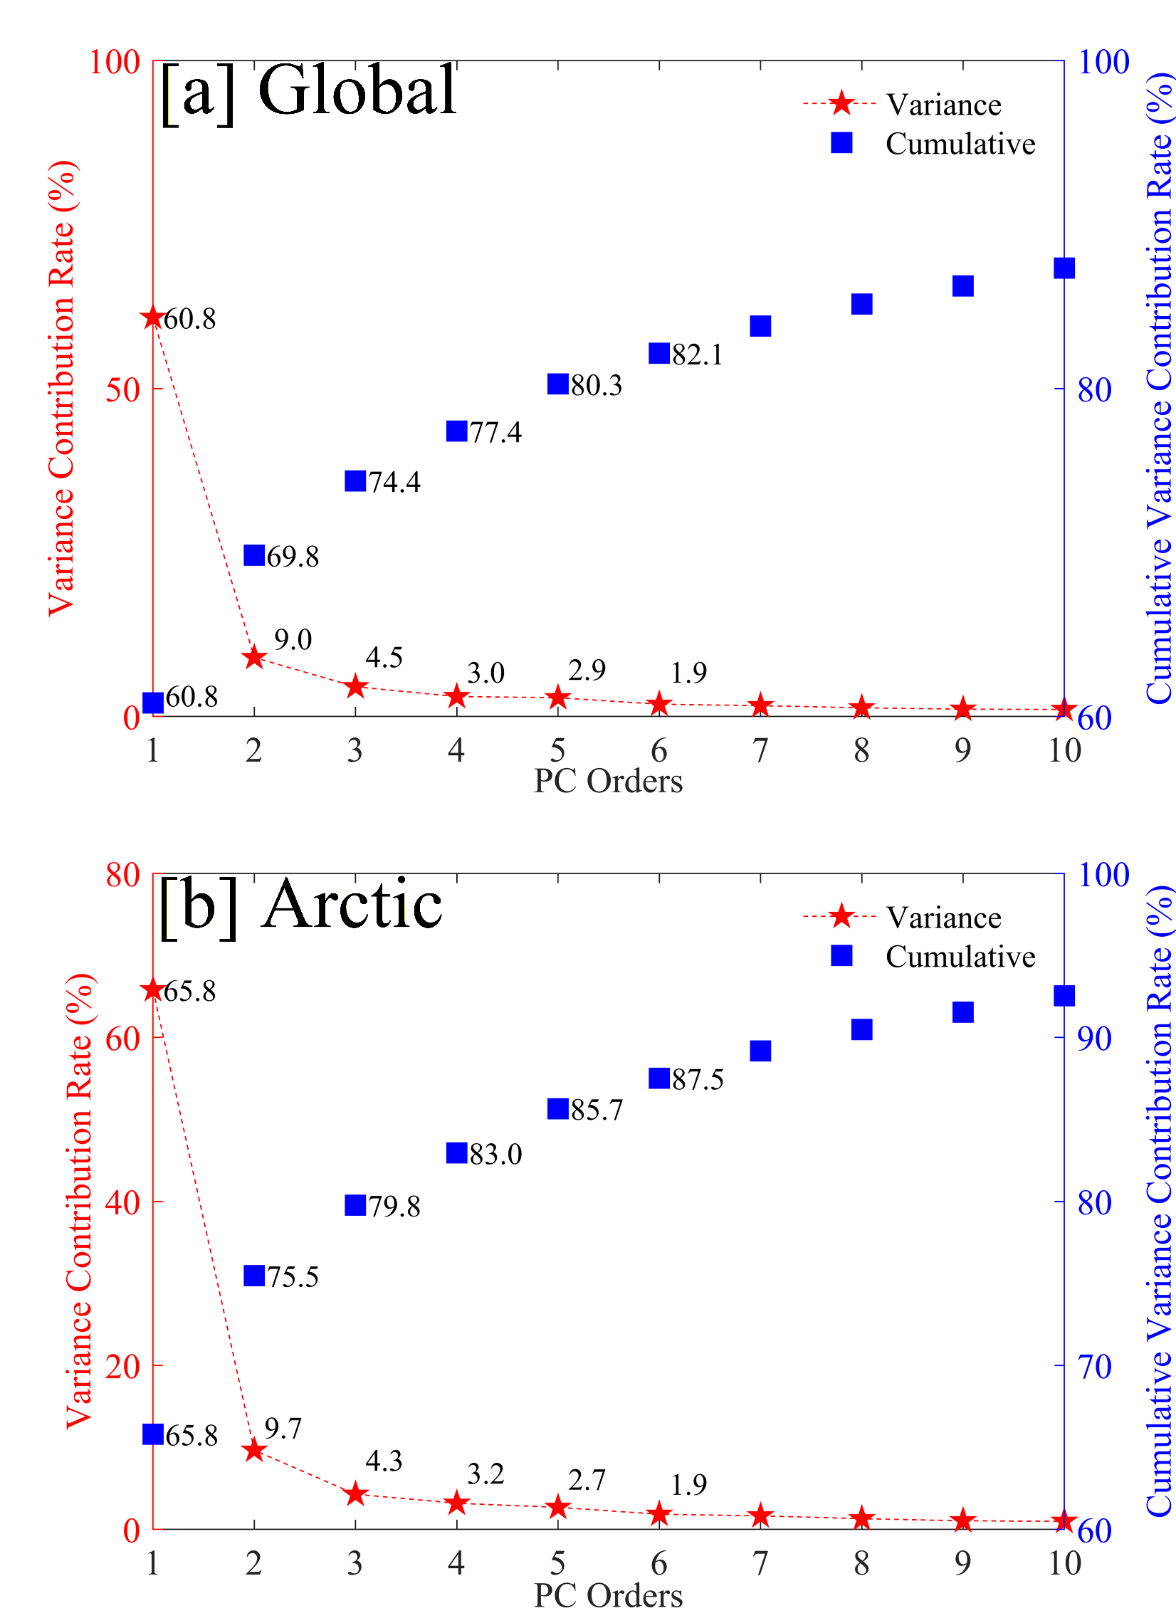 [a] Global
Variance
Cumulative
Variance Contribution Rate (%)
100
50
0
Cumulative Variance Contribution Rate (%)
100
80
60
60.8
69.8
74.4
77.4
80.3
82.1
60.8
9.0
4.5
3.0
2.9
1.9
1 2 3 4 5 6 7 8 9 10
PC Orders
[b] Arctic
Variance
Cumulative
Variance Contribution Rate (%)
80
60
40
20
0
Cumulative Variance Contribution Rate (%)
100
90
80
70
60
65.8
75.5
79.8
83.0
85.7
87.5
65.8
9.7
4.3
3.2
2.7
1.9
1 2 3 4 5 6 7 8 9 10
PC Orders